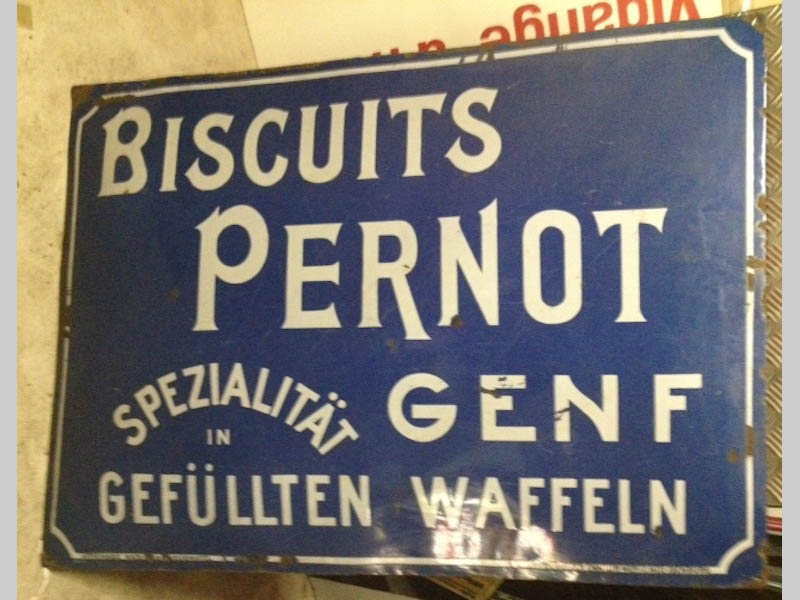 BISCUITS
PERNOT
SPEZIALITÄT
IN
GENF
GEFÜLLTEN WAFFELN